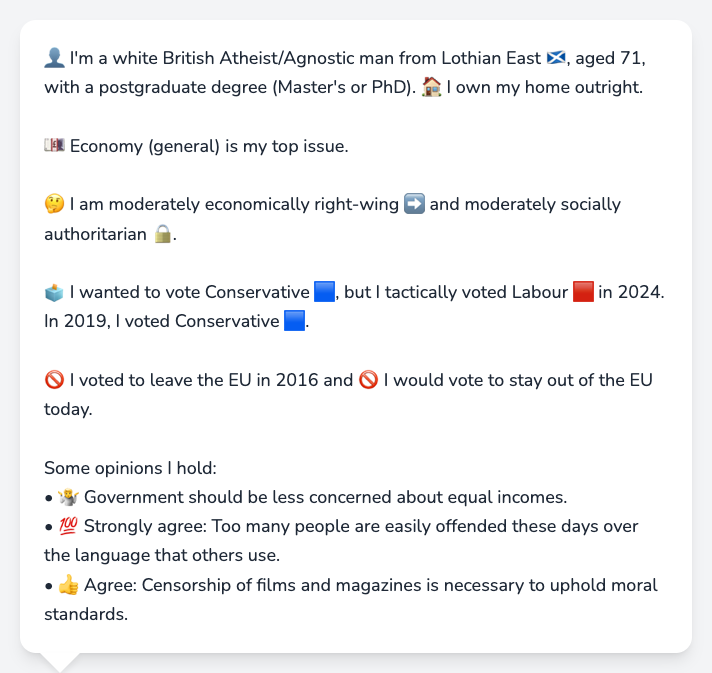 👤 I'm a white British Atheist/Agnostic man from Lothian East 🏴󠁧󠁢󠁳󠁣󠁴󠁿, aged 71,
with a postgraduate degree (Master's or PhD). 🏠 I own my home outright.
💷 Economy (general) is my top issue.
🤔 I am moderately economically right-wing ➡️ and moderately socially
authoritarian 🔒.
🗳️ I wanted to vote Conservative 🟦, but I tactically voted Labour 🟥 in 2024.
In 2019, I voted Conservative 🟦.
🚫 I voted to leave the EU in 2016 and 🚫 I would vote to stay out of the EU
today.
Some opinions I hold:
• 🤷 Government should be less concerned about equal incomes.
• 💯 Strongly agree: Too many people are easily offended these days over
the language that others use.
• 👍 Agree: Censorship of films and magazines is necessary to uphold moral
standards.